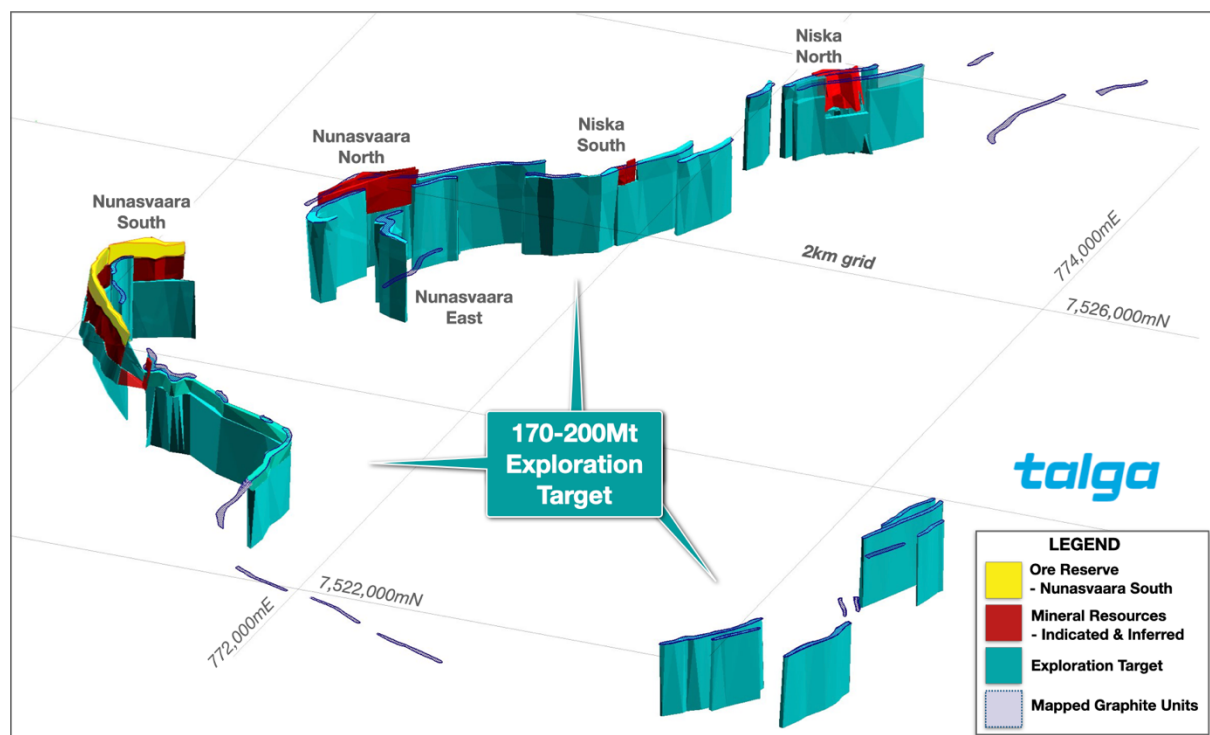 Niska
North
Nunasvaara
North
Niska
South
Nunasvaara
South
Nunasvaara
East
2km grid
774,000mE
7,526,000mN
170-200Mt
Exploration
Target
talga
7,522,000mN
772,000mE
LEGEND
Ore Reserve
- Nunasvaara South
Mineral Resources
- Indicated & Inferred
Exploration Target
Mapped Graphite Units